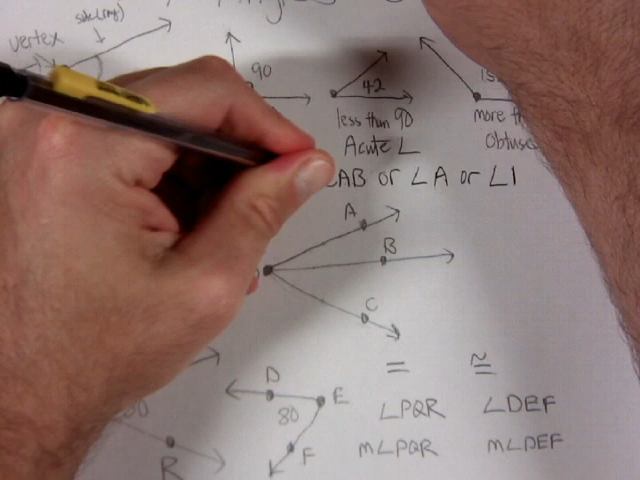 side (ray)
vertex
90
42
less than 90
more th
Acute ∠
Obtuse
CAB or ∠A or ∠1
A
B
C
D
E
80
F
R
= ≅
∠PQR ∠DEF
m∠PQR m∠DEF